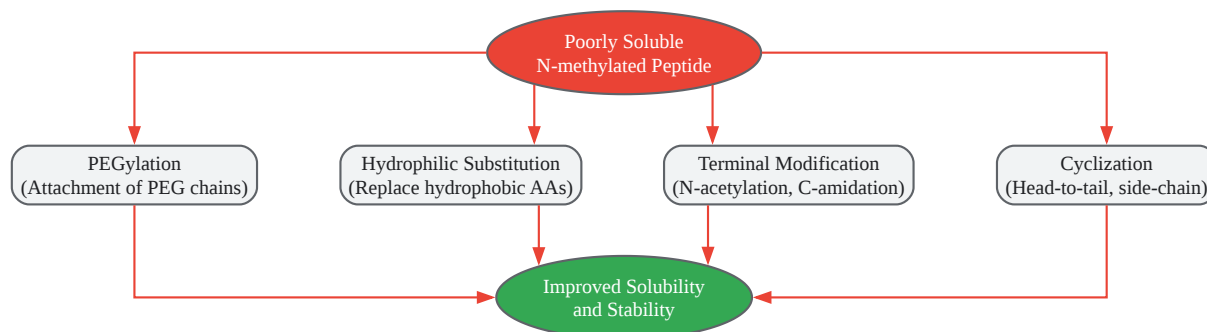 Poorly Soluble
N-methylated Peptide
PEGylation
(Attachment of PEG chains)
Hydrophilic Substitution
(Replace hydrophobic AAs)
Terminal Modification
(N-acetylation, C-amidation)
Cyclization
(Head-to-tail, side-chain)
Improved Solubility
and Stability